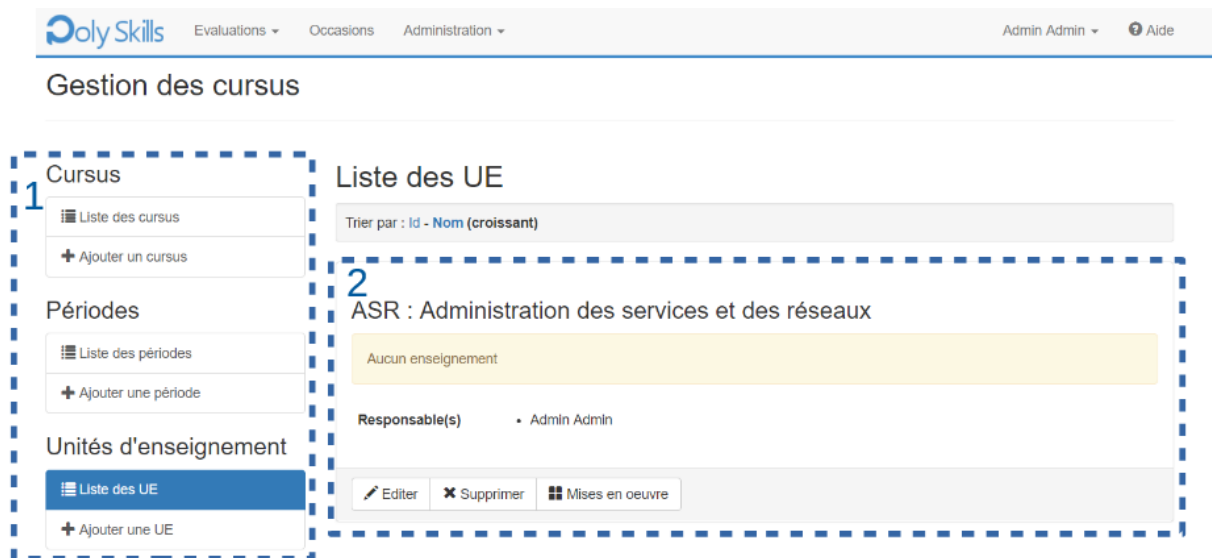 Poly Skills Evaluations Occasions Administration Admin Admin Aide
Gestion des cursus
1
Cursus
Liste des cursus
Ajouter un cursus
Périodes
Liste des périodes
Ajouter une période
Unités d'enseignement
Liste des UE
Ajouter une UE
Liste des UE
Trier par : Id - Nom (croissant)
2
ASR : Administration des services et des réseaux
Aucun enseignement
Responsable(s) • Admin Admin
Editer Supprimer Mises en oeuvre